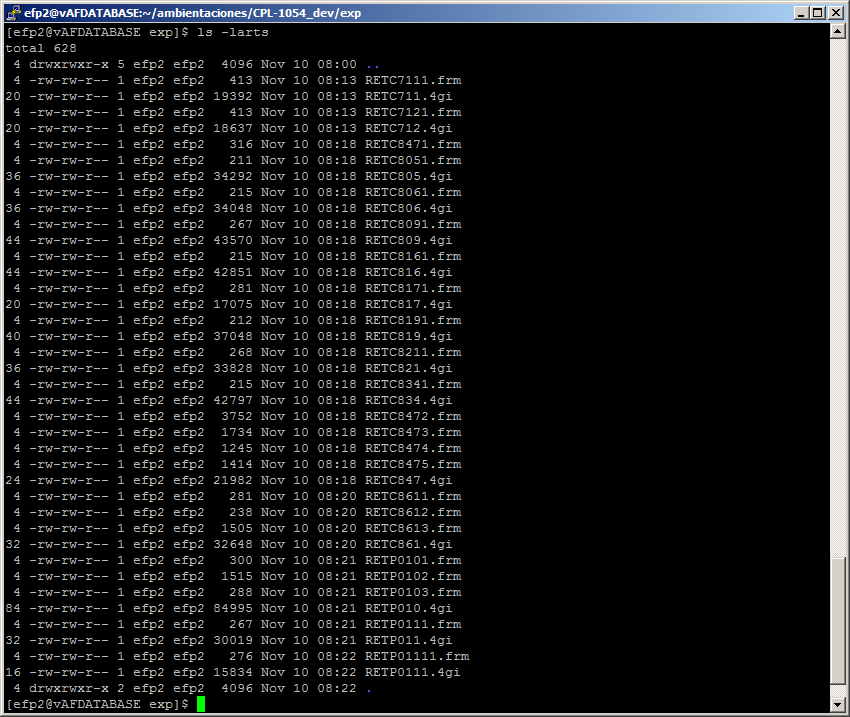 efp2@vAFDATABASE:~/ambientaciones/CPL-1054_dev/exp
[efp2@vAFDATABASE exp]$ ls -larts
total 628
 4 drwxrwxr-x 5 efp2 efp2  4096 Nov 10 08:00 ..
 4 -rw-rw-r-- 1 efp2 efp2   413 Nov 10 08:13 RETC7111.frm
20 -rw-rw-r-- 1 efp2 efp2 19392 Nov 10 08:13 RETC711.4gi
 4 -rw-rw-r-- 1 efp2 efp2   413 Nov 10 08:13 RETC7121.frm
20 -rw-rw-r-- 1 efp2 efp2 18637 Nov 10 08:13 RETC712.4gi
 4 -rw-rw-r-- 1 efp2 efp2   316 Nov 10 08:18 RETC8471.frm
 4 -rw-rw-r-- 1 efp2 efp2   211 Nov 10 08:18 RETC8051.frm
36 -rw-rw-r-- 1 efp2 efp2 34292 Nov 10 08:18 RETC805.4gi
 4 -rw-rw-r-- 1 efp2 efp2   215 Nov 10 08:18 RETC8061.frm
36 -rw-rw-r-- 1 efp2 efp2 34048 Nov 10 08:18 RETC806.4gi
 4 -rw-rw-r-- 1 efp2 efp2   267 Nov 10 08:18 RETC8091.frm
44 -rw-rw-r-- 1 efp2 efp2 43570 Nov 10 08:18 RETC809.4gi
 4 -rw-rw-r-- 1 efp2 efp2   215 Nov 10 08:18 RETC8161.frm
44 -rw-rw-r-- 1 efp2 efp2 42851 Nov 10 08:18 RETC816.4gi
 4 -rw-rw-r-- 1 efp2 efp2   281 Nov 10 08:18 RETC8171.frm
20 -rw-rw-r-- 1 efp2 efp2 17075 Nov 10 08:18 RETC817.4gi
 4 -rw-rw-r-- 1 efp2 efp2   212 Nov 10 08:18 RETC8191.frm
40 -rw-rw-r-- 1 efp2 efp2 37048 Nov 10 08:18 RETC819.4gi
 4 -rw-rw-r-- 1 efp2 efp2   268 Nov 10 08:18 RETC8211.frm
36 -rw-rw-r-- 1 efp2 efp2 33828 Nov 10 08:18 RETC821.4gi
 4 -rw-rw-r-- 1 efp2 efp2   215 Nov 10 08:18 RETC8341.frm
44 -rw-rw-r-- 1 efp2 efp2 42797 Nov 10 08:18 RETC834.4gi
 4 -rw-rw-r-- 1 efp2 efp2  3752 Nov 10 08:18 RETC8472.frm
 4 -rw-rw-r-- 1 efp2 efp2  1734 Nov 10 08:18 RETC8473.frm
 4 -rw-rw-r-- 1 efp2 efp2  1245 Nov 10 08:18 RETC8474.frm
 4 -rw-rw-r-- 1 efp2 efp2  1414 Nov 10 08:18 RETC8475.frm
24 -rw-rw-r-- 1 efp2 efp2 21982 Nov 10 08:18 RETC847.4gi
 4 -rw-rw-r-- 1 efp2 efp2   281 Nov 10 08:20 RETC8611.frm
 4 -rw-rw-r-- 1 efp2 efp2   238 Nov 10 08:20 RETC8612.frm
 4 -rw-rw-r-- 1 efp2 efp2  1505 Nov 10 08:20 RETC8613.frm
32 -rw-rw-r-- 1 efp2 efp2 32648 Nov 10 08:20 RETC861.4gi
 4 -rw-rw-r-- 1 efp2 efp2   300 Nov 10 08:21 RETP0101.frm
 4 -rw-rw-r-- 1 efp2 efp2  1515 Nov 10 08:21 RETP0102.frm
 4 -rw-rw-r-- 1 efp2 efp2   288 Nov 10 08:21 RETP0103.frm
84 -rw-rw-r-- 1 efp2 efp2 84995 Nov 10 08:21 RETP010.4gi
 4 -rw-rw-r-- 1 efp2 efp2   267 Nov 10 08:21 RETP0111.frm
32 -rw-rw-r-- 1 efp2 efp2 30019 Nov 10 08:21 RETP011.4gi
 4 -rw-rw-r-- 1 efp2 efp2   276 Nov 10 08:22 RETP01111.frm
16 -rw-rw-r-- 1 efp2 efp2 15834 Nov 10 08:22 RETP0111.4gi
 4 drwxrwxr-x 2 efp2 efp2  4096 Nov 10 08:22 .
[efp2@vAFDATABASE exp]$